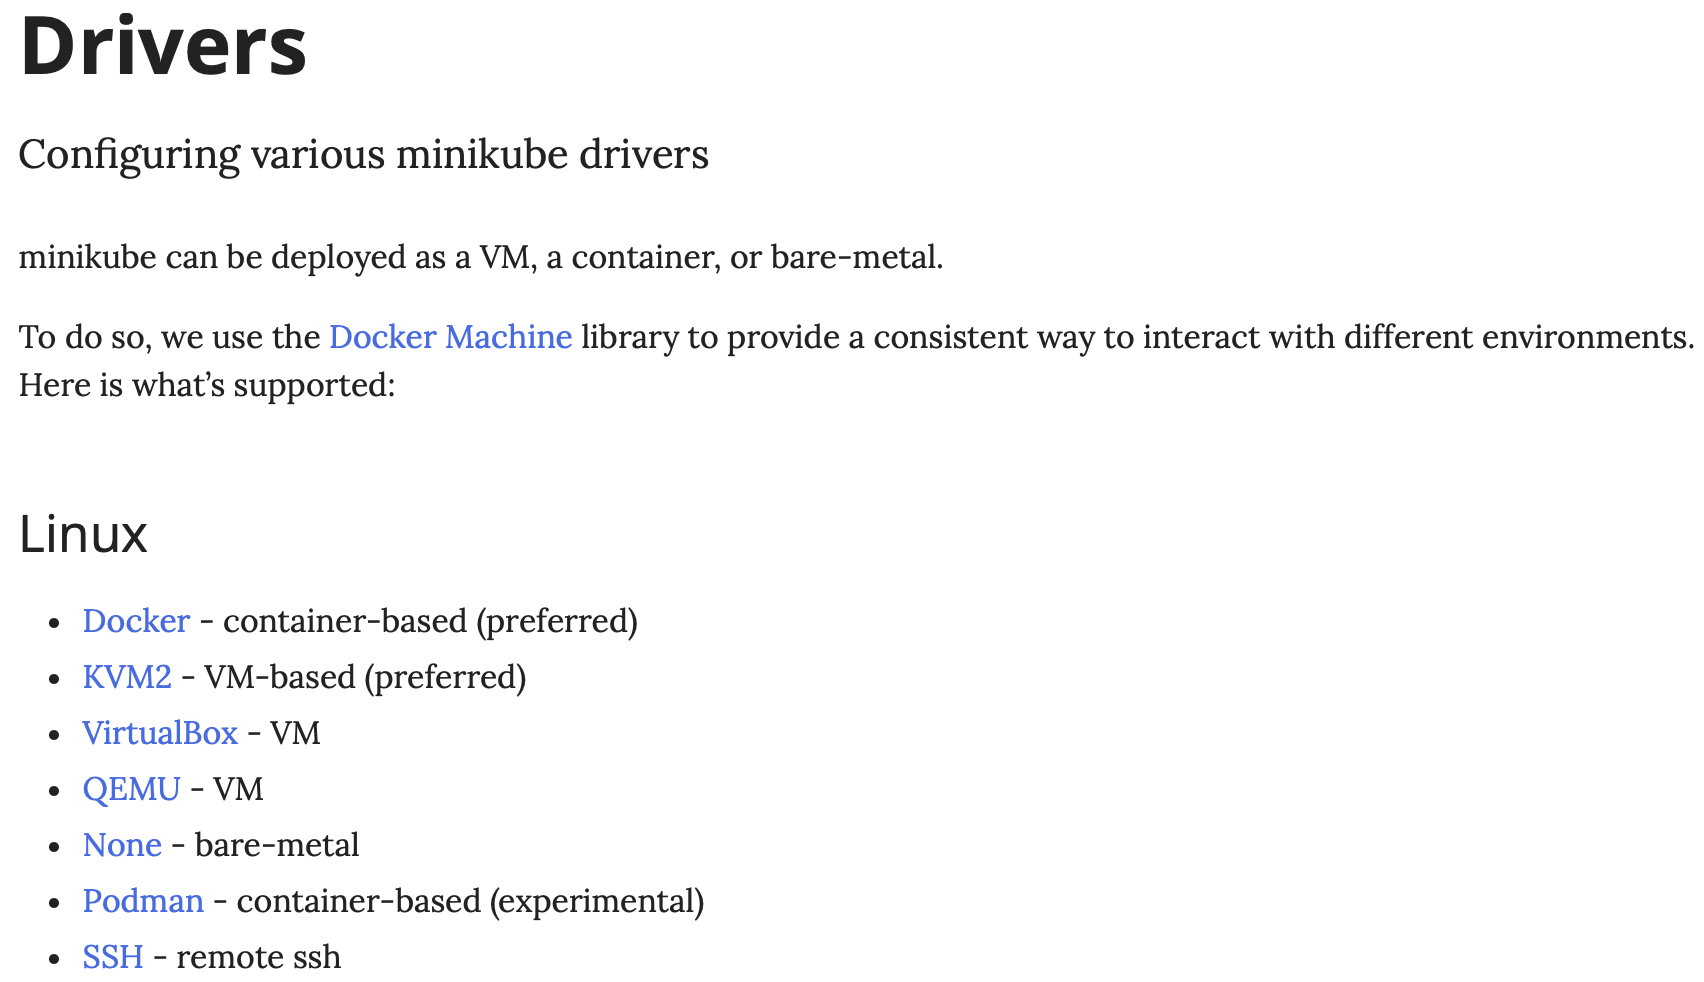 Drivers
Configuring various minikube drivers
minikube can be deployed as a VM, a container, or bare-metal.
To do so, we use the Docker Machine library to provide a consistent way to interact with different environments.
Here is what’s supported:
Linux
• Docker - container-based (preferred)
• KVM2 - VM-based (preferred)
• VirtualBox - VM
• QEMU - VM
• None - bare-metal
• Podman - container-based (experimental)
• SSH - remote ssh